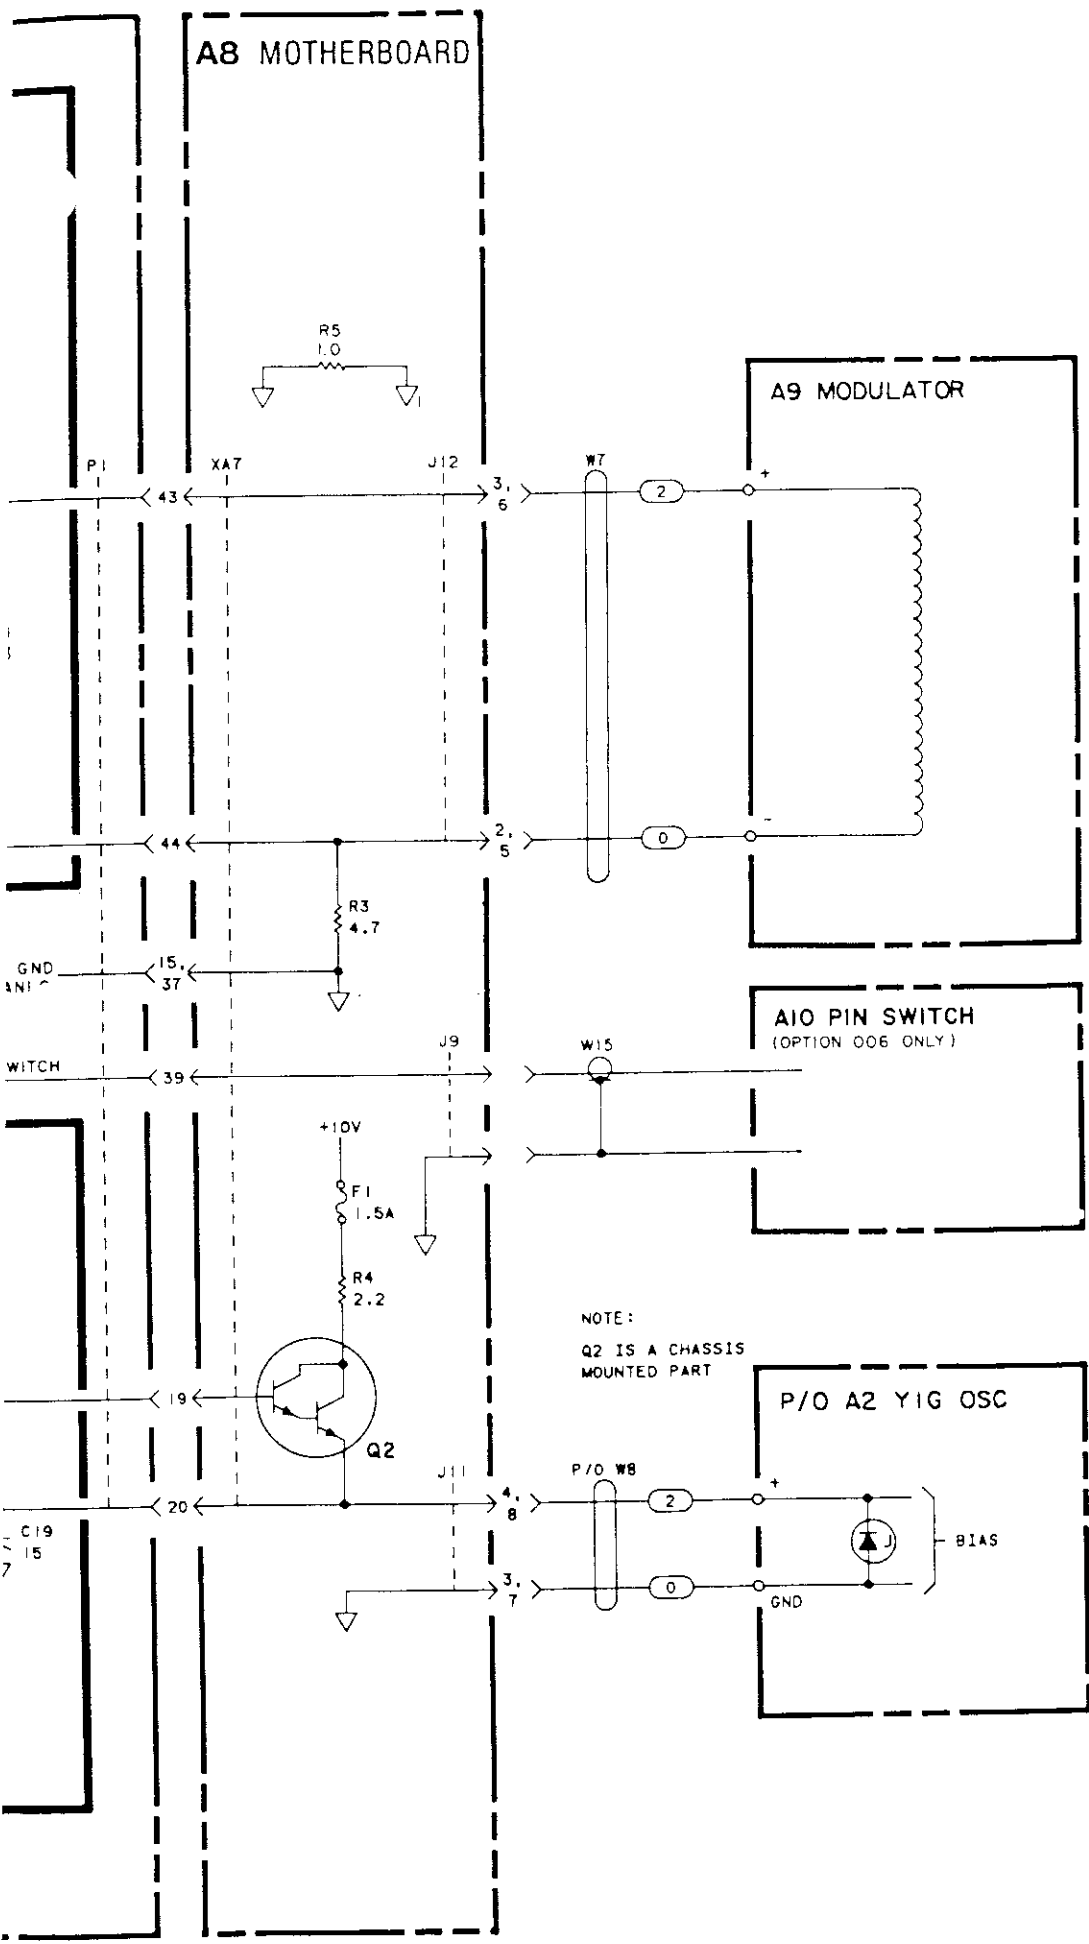 A8 MOTHERBOARD
R5
1.0
A9 MODULATOR
P1
XA7
J12
W7
43
3,
6
2
+
44
2,
5
0
-
R3
4.7
GND
15,
37
A10 PIN SWITCH
(OPTION 006 ONLY)
J9
W15
WITCH
39
+10V
F1
1.5A
R4
2.2
NOTE:
Q2 IS A CHASSIS
MOUNTED PART
P/O A2 YIG OSC
19
Q2
J11
P/O W8
+
20
4,
8
2
C19
15
7
J
BIAS
3,
7
0
GND